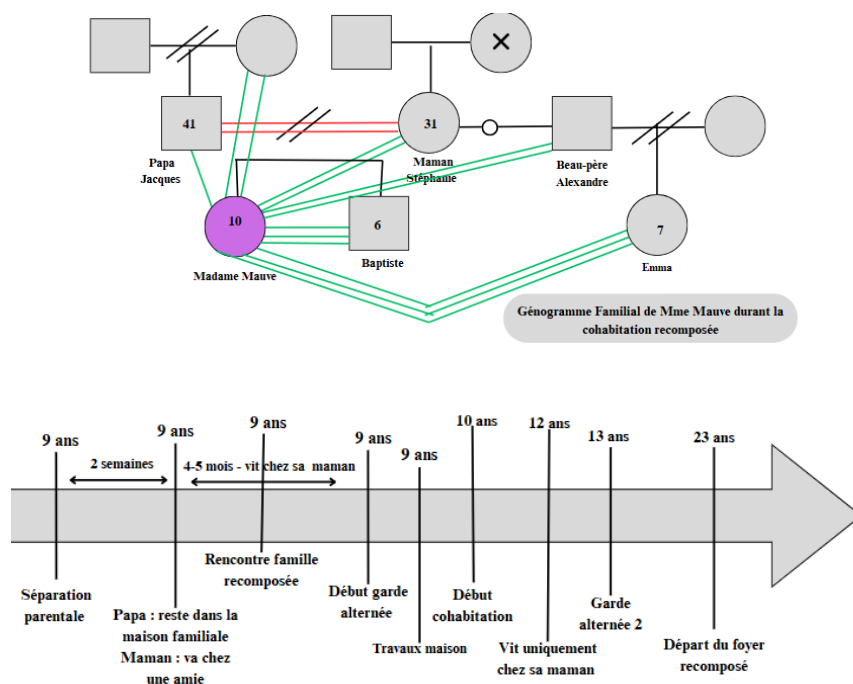 41
31
Papa
Jacques
Maman
Stéphanie
Beau-père
Alexandre
10
6
7
Madame Mauve
Baptiste
Emma
Génogramme Familial de Mme Mauve durant la
cohabitation recomposée
9 ans
2 semaines
9 ans
4-5 mois - vit chez sa maman
9 ans
9 ans
9 ans
10 ans
12 ans
13 ans
23 ans
Séparation
parentale
Papa : reste dans la
maison familiale
Maman : va chez
une amie
Rencontre famille
recomposée
Début garde
alternée
Travaux maison
Début
cohabitation
Vit uniquement
chez sa maman
Garde
alternée 2
Départ du foyer
recomposé